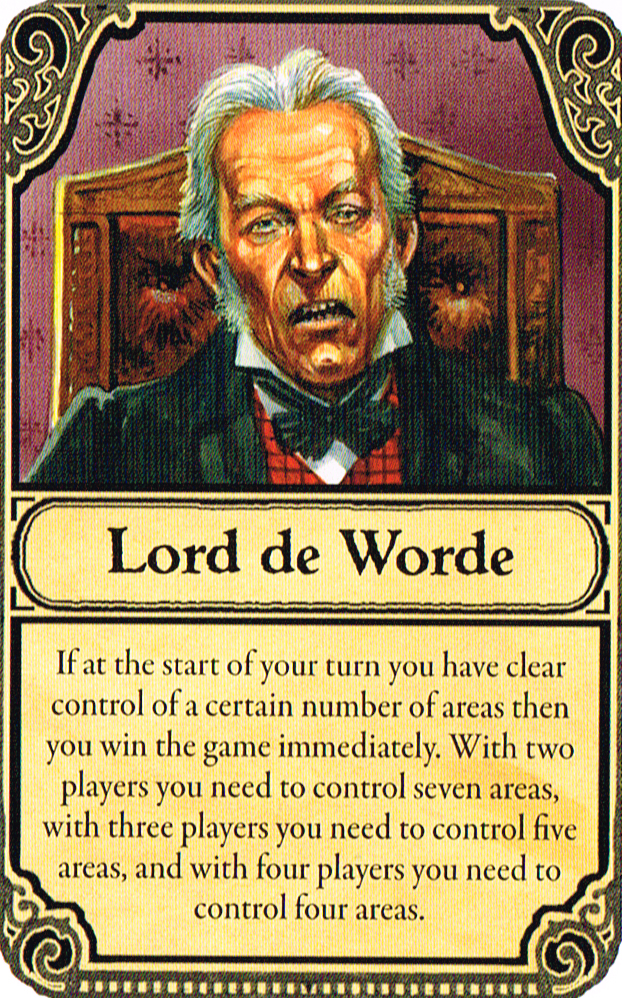 Lord de Worde
If at the start of your turn you have clear
control of a certain number of areas then
you win the game immediately. With two
players you need to control seven areas,
with three players you need to control five
areas, and with four players you need to
control four areas.